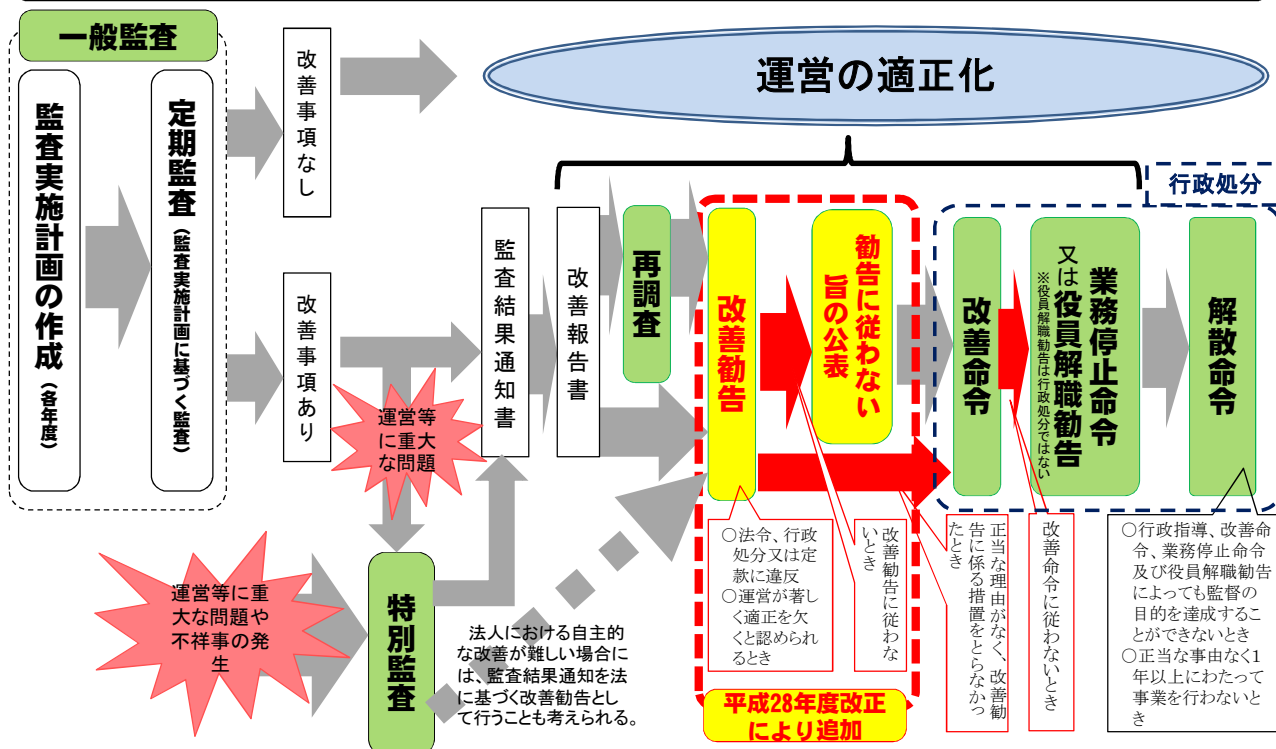 一般監査
監査実施計画の作成（各年度）
定期監査（監査実施計画に基づく監査）
改善事項なし
改善事項あり
運営の適正化
運営等
に重大
な問題
運営等に重
大な問題や
不祥事の発
生
特別監査
監査結果通知書
改善報告書
再調査
法人における自主的
な改善が難しい場合に
は、監査結果通知を法
に基づく改善勧告とし
て行うことも考えられる。
改善勧告
勧告に従わない
旨の公表
○法令、行政
処分又は定
款に違反
○運営が著し
く適正を欠
くと認められ
るとき
改善勧告に従わな
いとき
正当な理由がなく、改善勧
告に係る措置をとらなかっ
たとき
平成28年度改正
により追加
行政処分
改善命令
業務停止命令
又は役員解職勧告
※役員解職勧告は行政処分ではない
解散命令
改善命令に従わないとき
○行政指導、改善命
令、業務停止命令
及び役員解職勧告
によっても監督の
目的を達成するこ
とができないとき
○正当な事由なく1
年以上にわたって
事業を行わないと
き